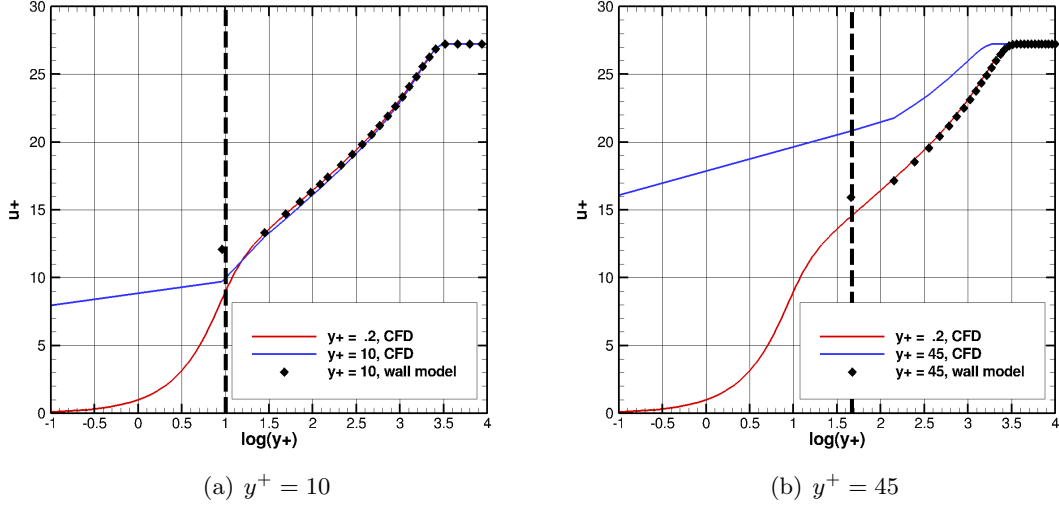 30
25
20
15
10
5
0
u+
-1 -0.5 0 0.5 1 1.5 2 2.5 3 3.5 4
log(y+)
y+ = .2, CFD
y+ = 10, CFD
y+ = 10, wall model
(a) y+ = 10
30
25
20
15
10
5
0
u+
-1 -0.5 0 0.5 1 1.5 2 2.5 3 3.5 4
log(y+)
y+ = .2, CFD
y+ = 45, CFD
y+ = 45, wall model
(b) y+ = 45